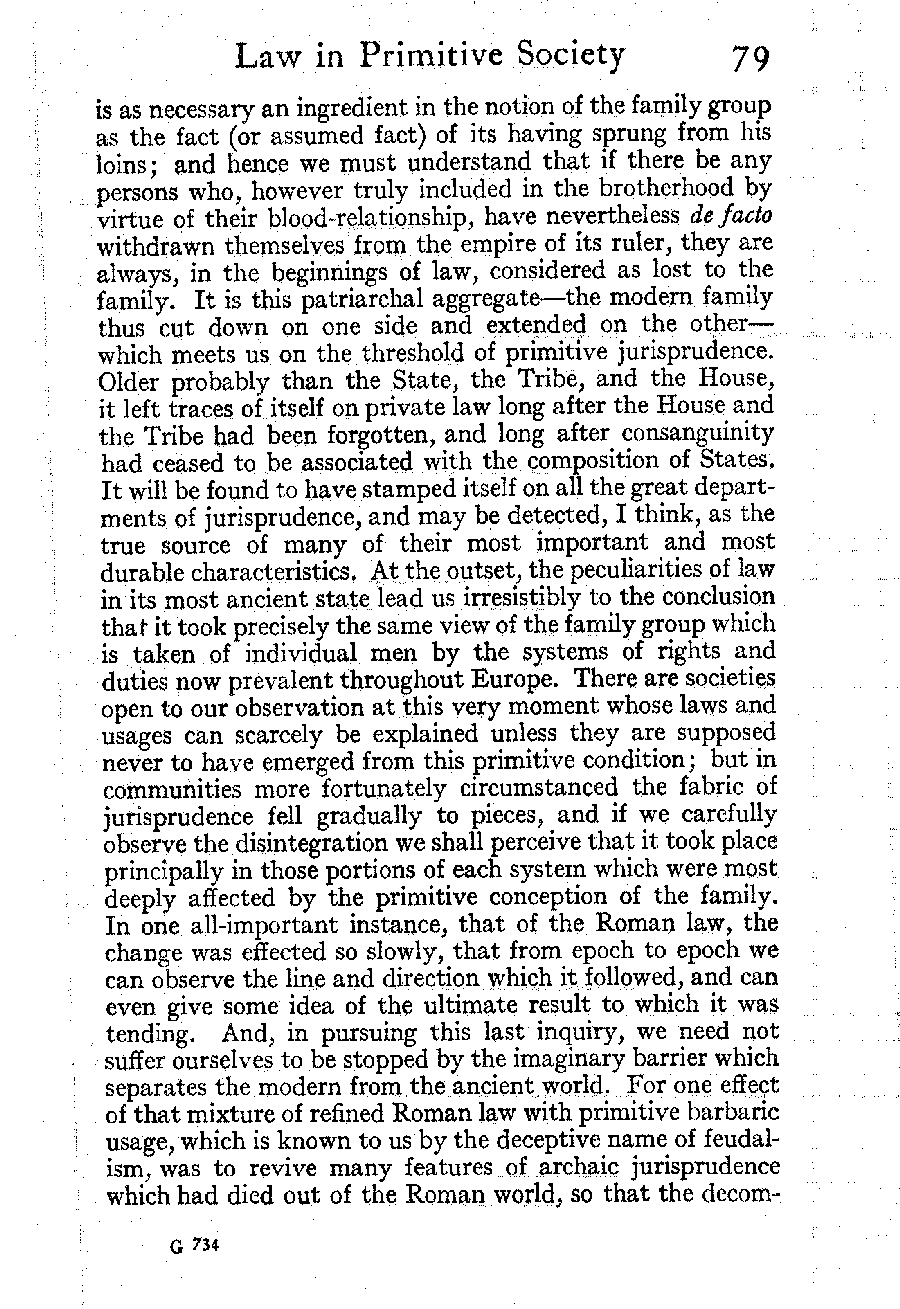 Law in Primitive Society 79
is as necessary an ingredient in the notion of the family group
as the fact (or assumed fact) of its having sprung from his
loins; and hence we must understand that if there be any
persons who, however truly included in the brotherhood by
virtue of their blood-relationship, have nevertheless de facto
withdrawn themselves from the empire of its ruler, they are
always, in the beginnings of law, considered as lost to the
family. It is this patriarchal aggregate—the modern family
thus cut down on one side and extended on the other—
which meets us on the threshold of primitive jurisprudence.
Older probably than the State, the Tribe, and the House,
it left traces of itself on private law long after the House and
the Tribe had been forgotten, and long after consanguinity
had ceased to be associated with the composition of States.
It will be found to have stamped itself on all the great depart-
ments of jurisprudence, and may be detected, I think, as the
true source of many of their most important and most
durable characteristics. At the outset, the peculiarities of law
in its most ancient state lead us irresistibly to the conclusion
that it took precisely the same view of the family group which
is taken of individual men by the systems of rights and
duties now prevalent throughout Europe. There are societies
open to our observation at this very moment whose laws and
usages can scarcely be explained unless they are supposed
never to have emerged from this primitive condition; but in
communities more fortunately circumstanced the fabric of
jurisprudence fell gradually to pieces, and if we carefully
observe the disintegration we shall perceive that it took place
principally in those portions of each system which were most
deeply affected by the primitive conception of the family.
In one all-important instance, that of the Roman law, the
change was effected so slowly, that from epoch to epoch we
can observe the line and direction which it followed, and can
even give some idea of the ultimate result to which it was
tending. And, in pursuing this last inquiry, we need not
suffer ourselves to be stopped by the imaginary barrier which
separates the modern from the ancient world. For one effect
of that mixture of refined Roman law with primitive barbaric
usage, which is known to us by the deceptive name of feudal-
ism, was to revive many features of archaic jurisprudence
which had died out of the Roman world, so that the decom-
G 734